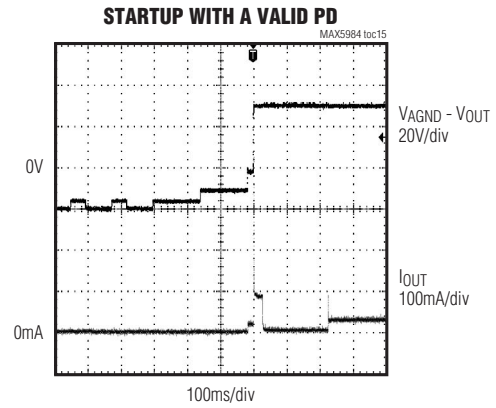 STARTUP WITH A VALID PD
MAX5984 toc15
T
VAGND - VOUT
20V/div
0V
IOUT
100mA/div
0mA
100ms/div